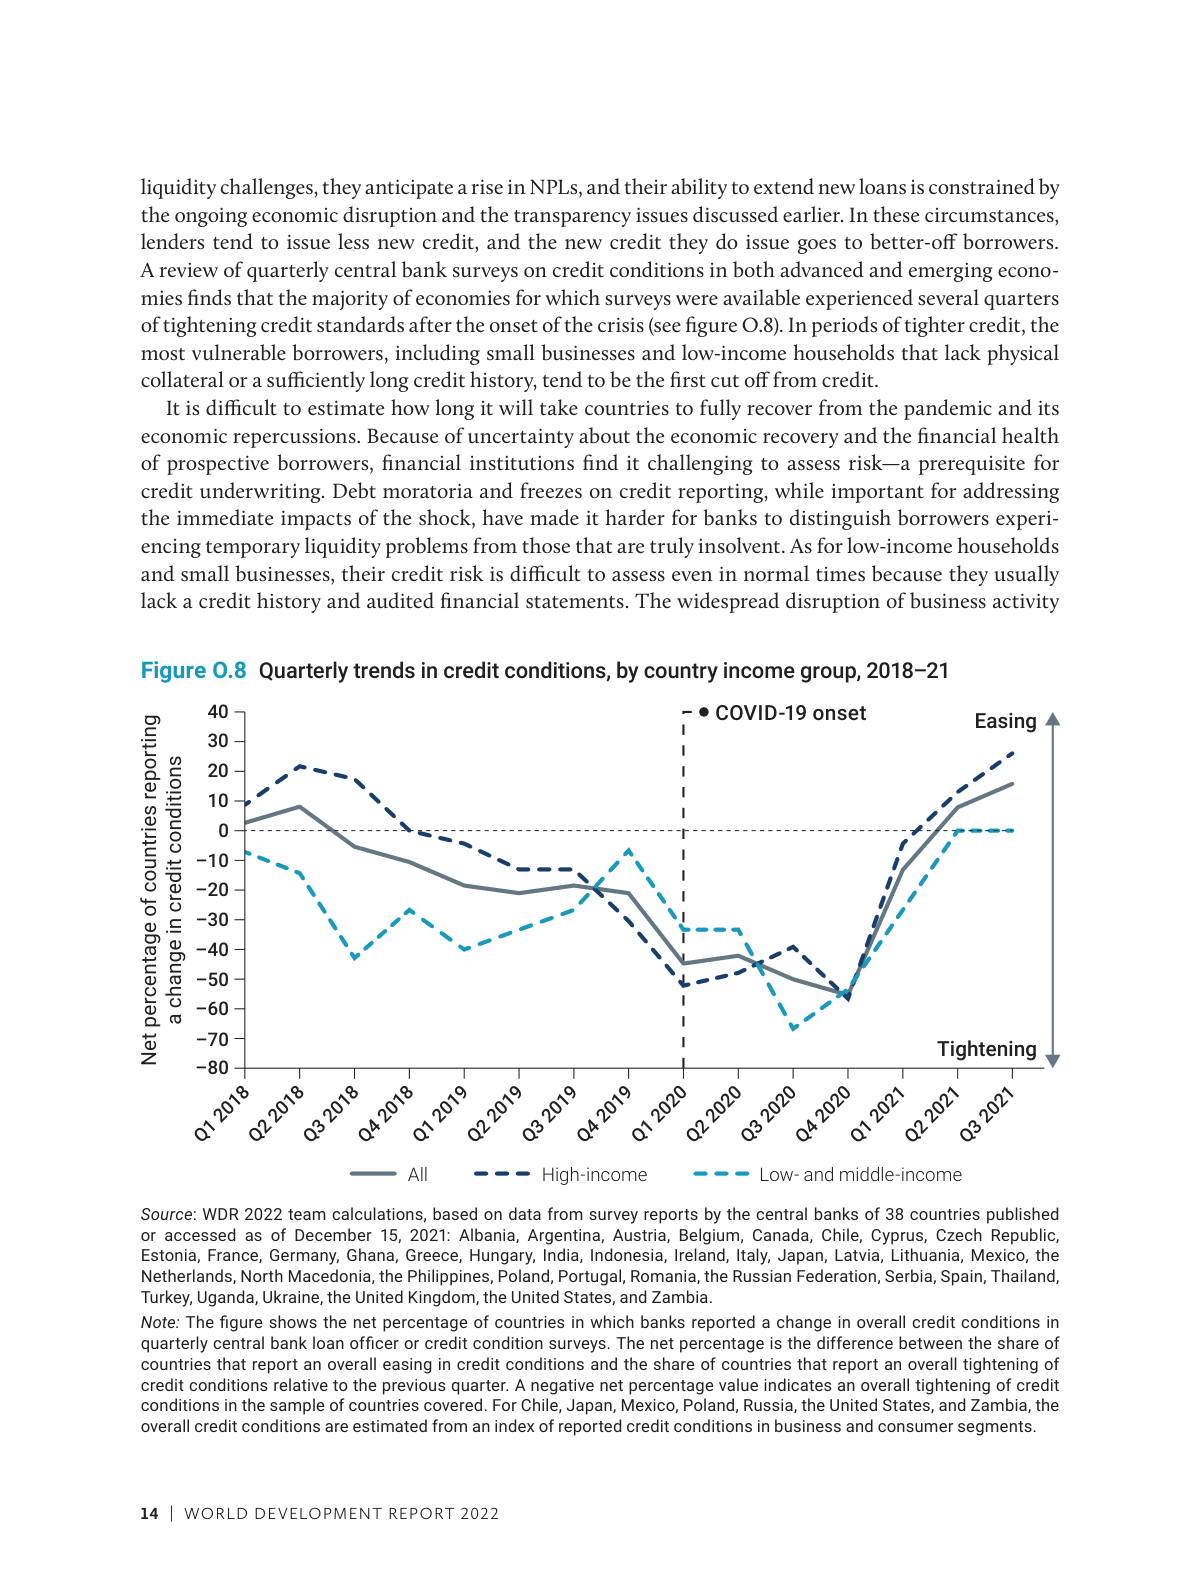 liquidity challenges, they anticipate a rise in NPLs, and their ability to extend new loans is constrained by
the ongoing economic disruption and the transparency issues discussed earlier. In these circumstances,
lenders tend to issue less new credit, and the new credit they do issue goes to better-off borrowers.
A review of quarterly central bank surveys on credit conditions in both advanced and emerging econo-
mies finds that the majority of economies for which surveys were available experienced several quarters
of tightening credit standards after the onset of the crisis (see figure O.8). In periods of tighter credit, the
most vulnerable borrowers, including small businesses and low-income households that lack physical
collateral or a sufficiently long credit history, tend to be the first cut off from credit.
It is difficult to estimate how long it will take countries to fully recover from the pandemic and its
economic repercussions. Because of uncertainty about the economic recovery and the financial health
of prospective borrowers, financial institutions find it challenging to assess risk—a prerequisite for
credit underwriting. Debt moratoria and freezes on credit reporting, while important for addressing
the immediate impacts of the shock, have made it harder for banks to distinguish borrowers experi-
encing temporary liquidity problems from those that are truly insolvent. As for low-income households
and small businesses, their credit risk is difficult to assess even in normal times because they usually
lack a credit history and audited financial statements. The widespread disruption of business activity
Figure O.8 Quarterly trends in credit conditions, by country income group, 2018–21
Net percentage of countries reporting
a change in credit conditions
40
30
20
10
0
−10
−20
−30
−40
−50
−60
−70
−80
COVID-19 onset
Easing
Tightening
Q1 2018
Q2 2018
Q3 2018
Q4 2018
Q1 2019
Q2 2019
Q3 2019
Q4 2019
Q1 2020
Q2 2020
Q3 2020
Q4 2020
Q1 2021
Q2 2021
Q3 2021
All High-income Low- and middle-income
Source: WDR 2022 team calculations, based on data from survey reports by the central banks of 38 countries published
or accessed as of December 15, 2021: Albania, Argentina, Austria, Belgium, Canada, Chile, Cyprus, Czech Republic,
Estonia, France, Germany, Ghana, Greece, Hungary, India, Indonesia, Ireland, Italy, Japan, Latvia, Lithuania, Mexico, the
Netherlands, North Macedonia, the Philippines, Poland, Portugal, Romania, the Russian Federation, Serbia, Spain, Thailand,
Turkey, Uganda, Ukraine, the United Kingdom, the United States, and Zambia.
Note: The figure shows the net percentage of countries in which banks reported a change in overall credit conditions in
quarterly central bank loan officer or credit condition surveys. The net percentage is the difference between the share of
countries that report an overall easing in credit conditions and the share of countries that report an overall tightening of
credit conditions relative to the previous quarter. A negative net percentage value indicates an overall tightening of credit
conditions in the sample of countries covered. For Chile, Japan, Mexico, Poland, Russia, the United States, and Zambia, the
overall credit conditions are estimated from an index of reported credit conditions in business and consumer segments.
14 | WORLD DEVELOPMENT REPORT 2022